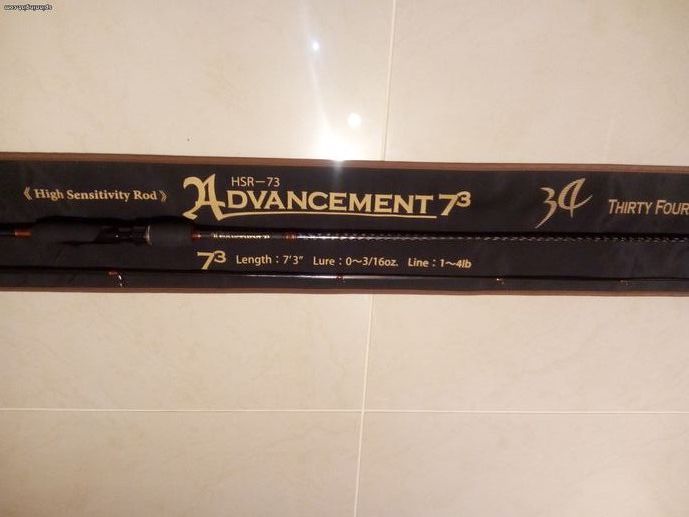 HSR-73
《High Sensitivity Rod》 ADVANCEMENT 7³ 34 THIRTY FOUR
7³ Length : 7'3" Lure : 0〜3/16oz. Line : 1〜4lb